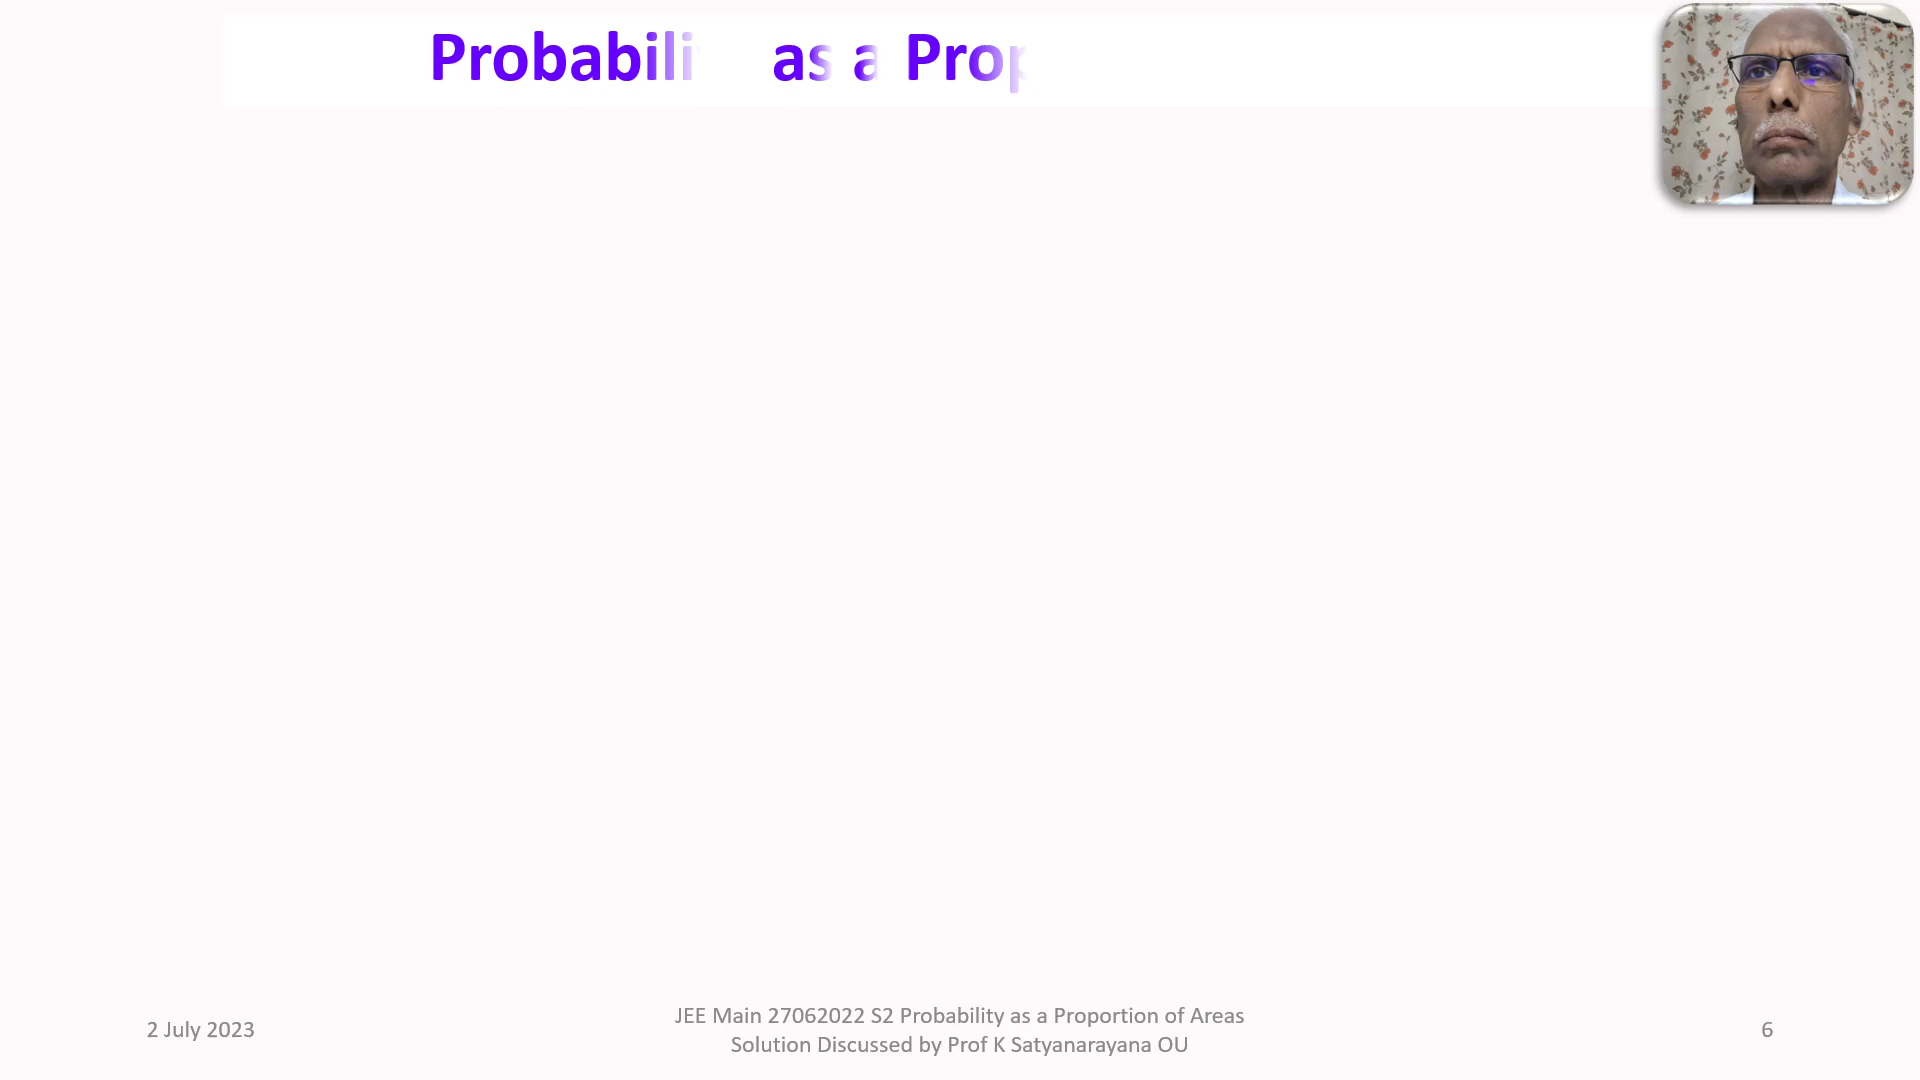 Probabili as a Prop
JEE Main 27062022 S2 Probability as a Proportion of Areas
2 July 2023
Solution Discussed by Prof K Satyanarayana OU
6